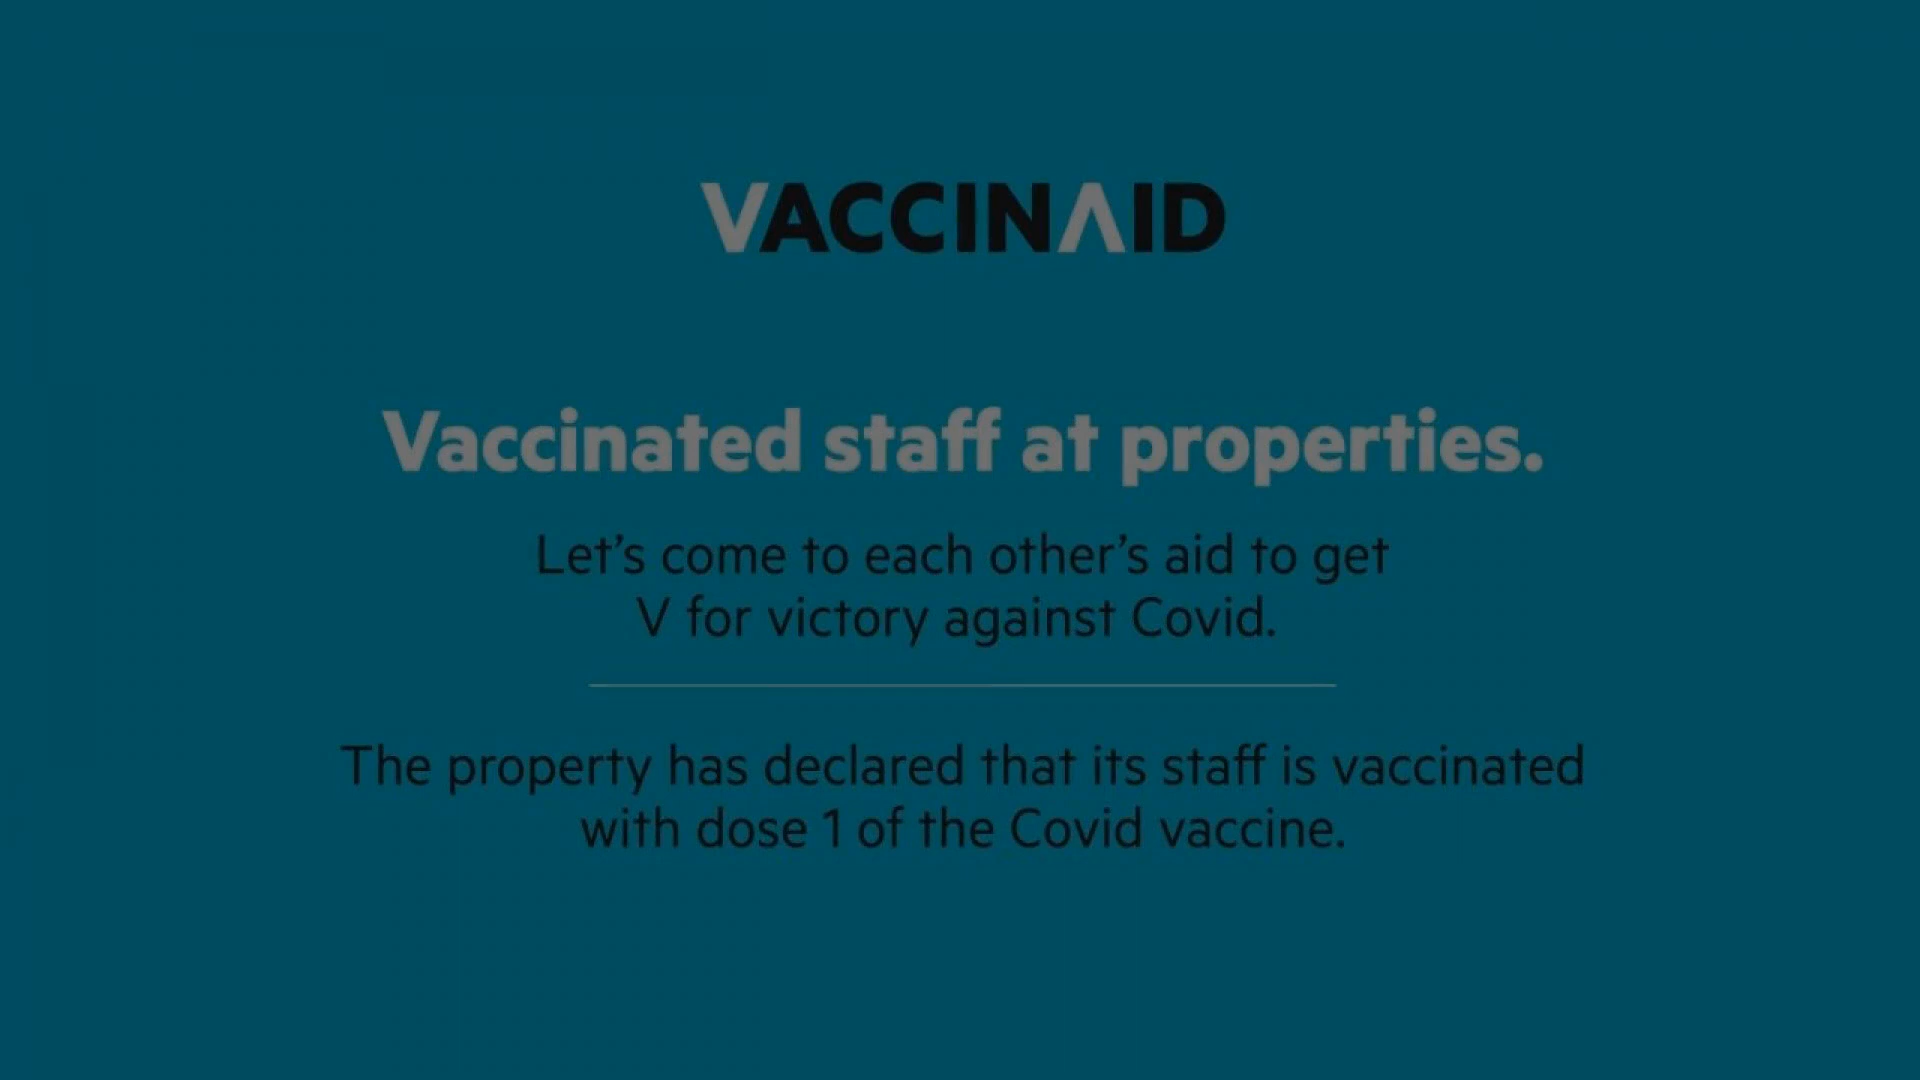 VACCINAID
Vaccinated staff at properties.
Let’s come to each other’s aid to get
V for victory against Covid.
The property has declared that its staff is vaccinated
with dose 1 of the Covid vaccine.